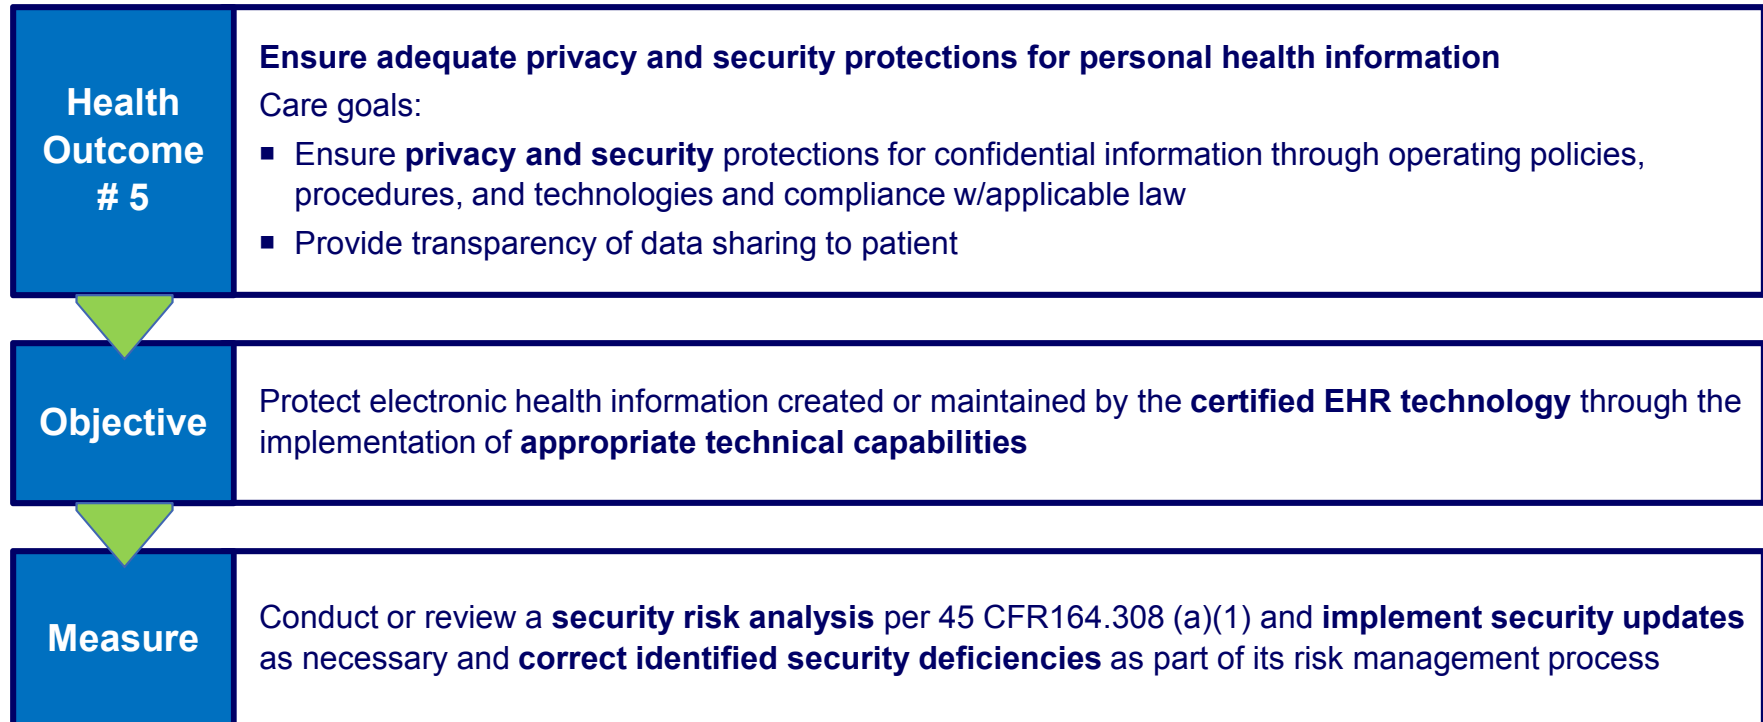 Health
Outcome
# 5
Ensure adequate privacy and security protections for personal health information
Care goals:
▪ Ensure privacy and security protections for confidential information through operating policies,
procedures, and technologies and compliance w/applicable law
▪ Provide transparency of data sharing to patient
Objective
Protect electronic health information created or maintained by the certified EHR technology through the
implementation of appropriate technical capabilities
Measure
Conduct or review a security risk analysis per 45 CFR164.308 (a)(1) and implement security updates
as necessary and correct identified security deficiencies as part of its risk management process